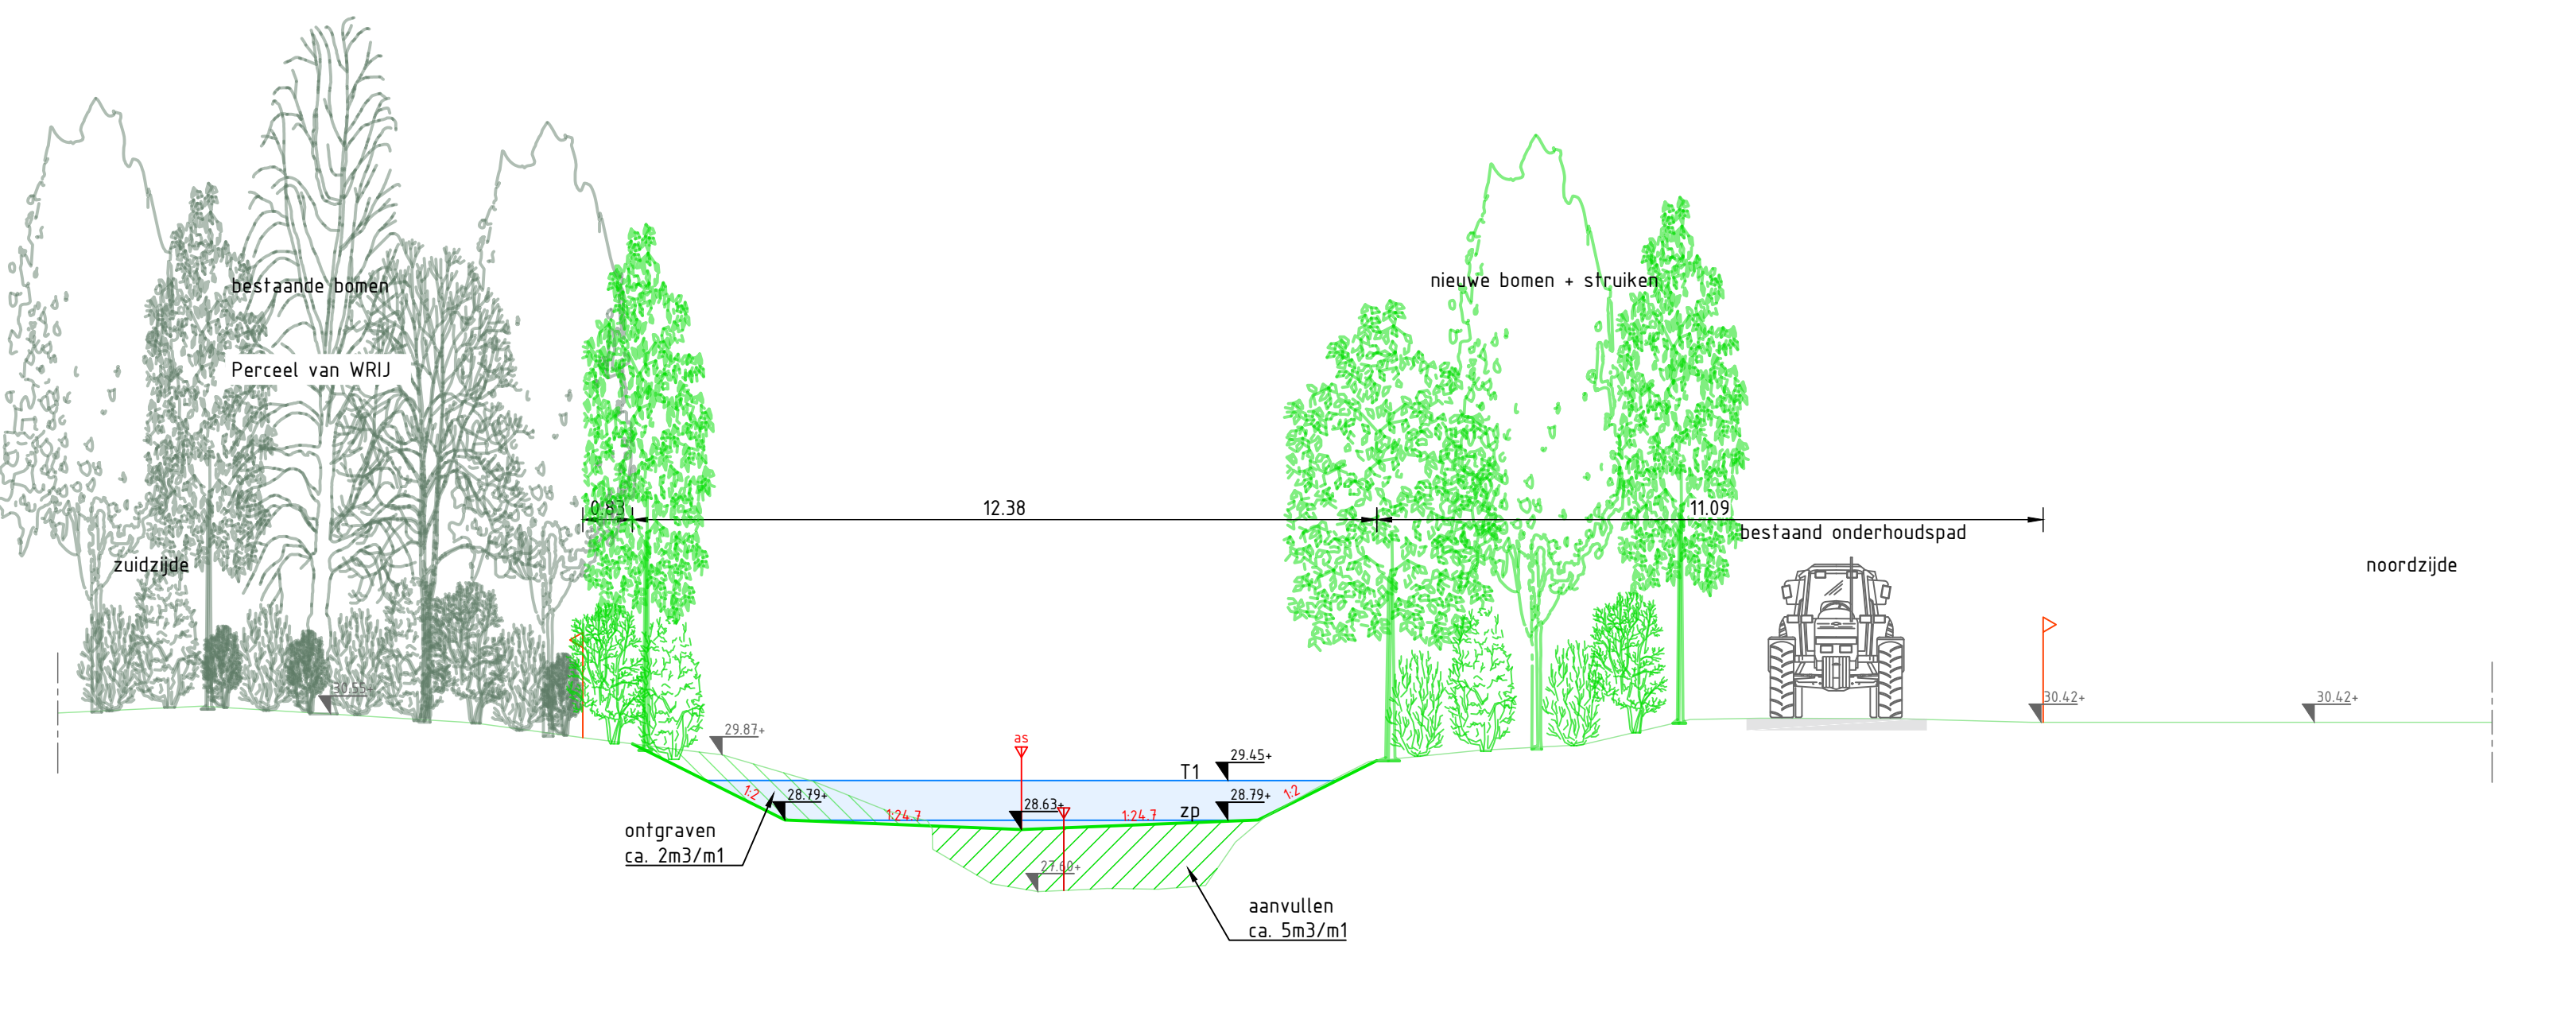 bestaande bomen
nieuwe bomen + struiken
Perceel van WRIJ
0.83
12.38
11.09
bestaand onderhoudspad
zuidzijde
noordzijde
30.55+
30.42+
30.42+
29.87+
as
T1
29.45+
1:2
28.79+
28.63+
zp
28.79+
1:2
1:24.7
1:24.7
ontgraven
ca. 2m3/m1
27.60+
aanvullen
ca. 5m3/m1